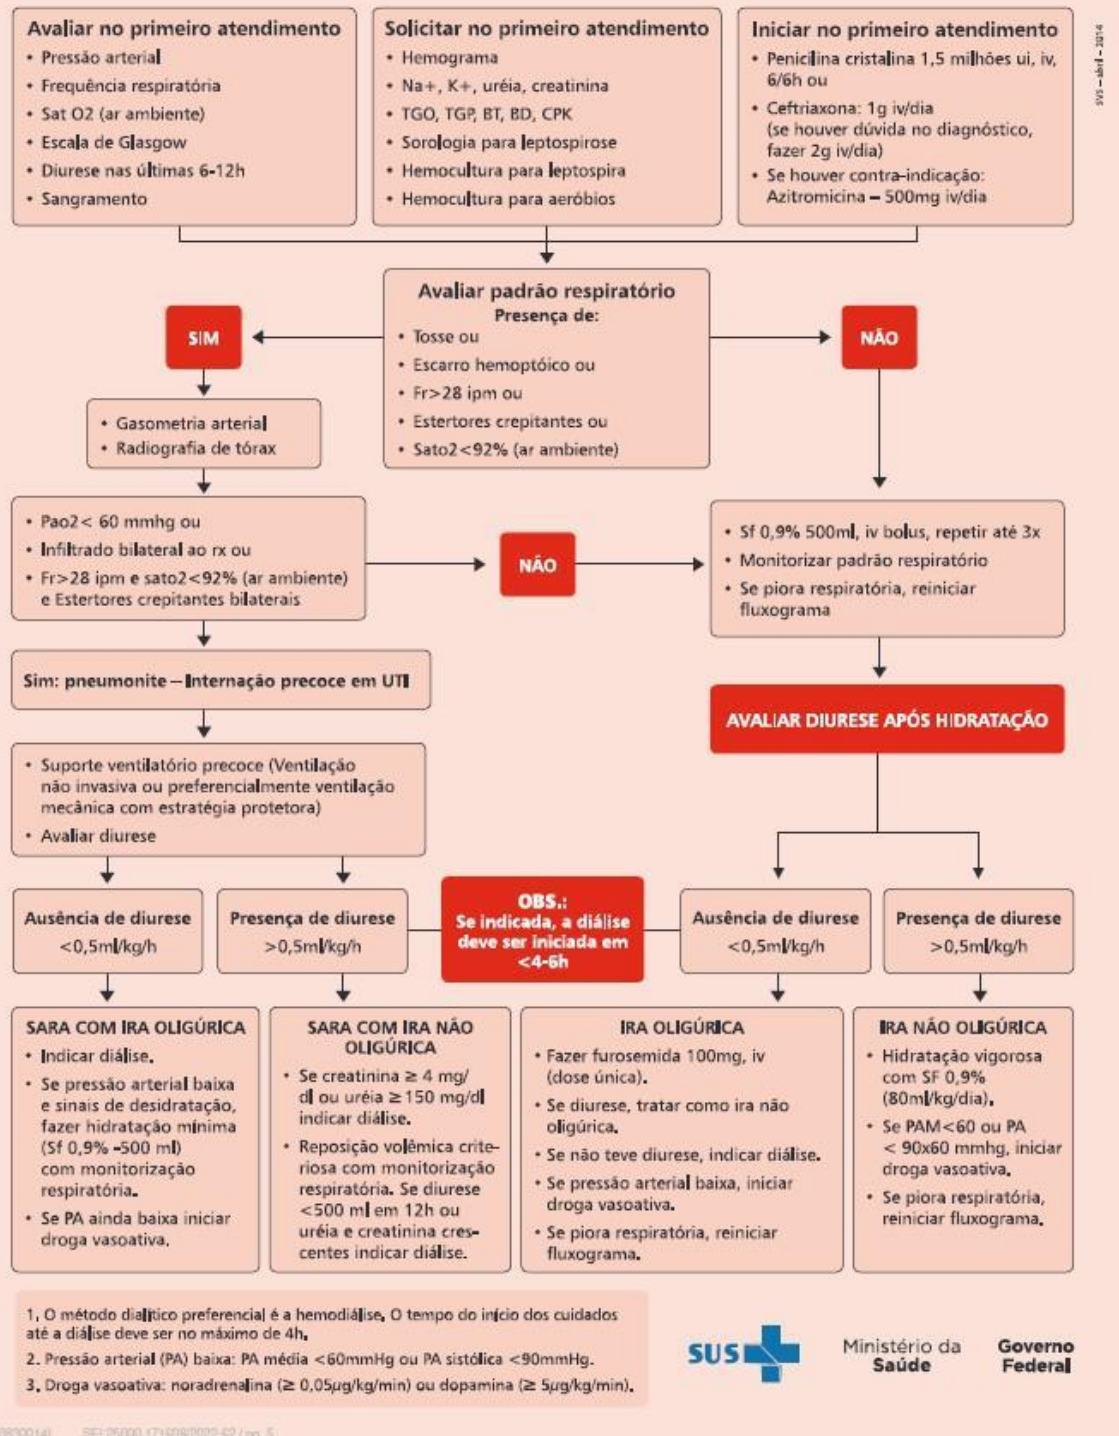 Avaliar no primeiro atendimento
• Pressão arterial
• Frequência respiratória
• Sat O2 (ar ambiente)
• Escala de Glasgow
• Diurese nas últimas 6-12h
• Sangramento
Solicitar no primeiro atendimento
• Hemograma
• Na+, K+, uréia, creatinina
• TGO, TGP, BT, BD, CPK
• Sorologia para leptospirose
• Hemocultura para leptospira
• Hemocultura para aeróbios
Iniciar no primeiro atendimento
• Penicilina cristalina 1,5 milhões ui, iv,
6/6h ou
• Ceftriaxona: 1g iv/dia
(se houver dúvida no diagnóstico,
fazer 2g iv/dia)
• Se houver contra-indicação:
Azitromicina – 500mg iv/dia
SVS – abril – 2014
Avaliar padrão respiratório
Presença de:
• Tosse ou
• Escarro hemoptóico ou
• Fr>28 ipm ou
• Estertores crepitantes ou
• Sato2<92% (ar ambiente)
SIM
NÃO
• Gasometria arterial
• Radiografia de tórax
• Pao2< 60 mmhg ou
• Infiltrado bilateral ao rx ou
• Fr>28 ipm e sato2<92% (ar ambiente)
e Estertores crepitantes bilaterais
NÃO
• Sf 0,9% 500ml, iv bolus, repetir até 3x
• Monitorizar padrão respiratório
• Se piora respiratória, reiniciar
fluxograma
Sim: pneumonite – Internação precoce em UTI
AVALIAR DIURESE APÓS HIDRATAÇÃO
• Suporte ventilatório precoce (Ventilação
não invasiva ou preferencialmente ventilação
mecânica com estratégia protetora)
• Avaliar diurese
Ausência de diurese
<0,5ml/kg/h
Presença de diurese
>0,5ml/kg/h
OBS.:
Se indicada, a diálise
deve ser iniciada em
<4-6h
Ausência de diurese
<0,5ml/kg/h
Presença de diurese
>0,5ml/kg/h
SARA COM IRA OLIGÚRICA
• Indicar diálise.
• Se pressão arterial baixa
e sinais de desidratação,
fazer hidratação mínima
(Sf 0,9% -500 ml)
com monitorização
respiratória.
• Se PA ainda baixa iniciar
droga vasoativa.
SARA COM IRA NÃO
OLIGÚRICA
• Se creatinina ≥ 4 mg/
dl ou uréia ≥ 150 mg/dl
indicar diálise.
• Reposição volêmica crite-
riosa com monitorização
respiratória. Se diurese
<500 ml em 12h ou
uréia e creatinina cres-
centes indicar diálise.
IRA OLIGÚRICA
• Fazer furosemida 100mg, iv
(dose única).
• Se diurese, tratar como ira não
oligúrica.
• Se não teve diurese, indicar diálise.
• Se pressão arterial baixa, iniciar
droga vasoativa.
• Se piora respiratória, reiniciar
fluxograma.
IRA NÃO OLIGÚRICA
• Hidratação vigorosa
com SF 0,9%
(80ml/kg/dia).
• Se PAM<60 ou PA
< 90x60 mmhg, iniciar
droga vasoativa.
• Se piora respiratória,
reiniciar fluxograma.
1. O método dialítico preferencial é a hemodiálise. O tempo do início dos cuidados
até a diálise deve ser no máximo de 4h.
2. Pressão arterial (PA) baixa: PA média <60mmHg ou PA sistólica <90mmHg.
3. Droga vasoativa: noradrenalina (≥ 0,05µg/kg/min) ou dopamina (≥ 5µg/kg/min).
SUS
Ministério da
Saúde
Governo
Federal